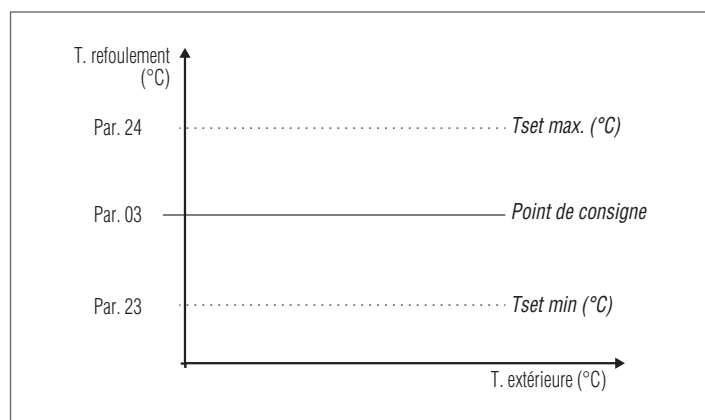 T. refoulement
(°C)
Par. 24
Tset max. (°C)
Par. 03
Point de consigne
Par. 23
Tset min (°C)
T. extérieure (°C)